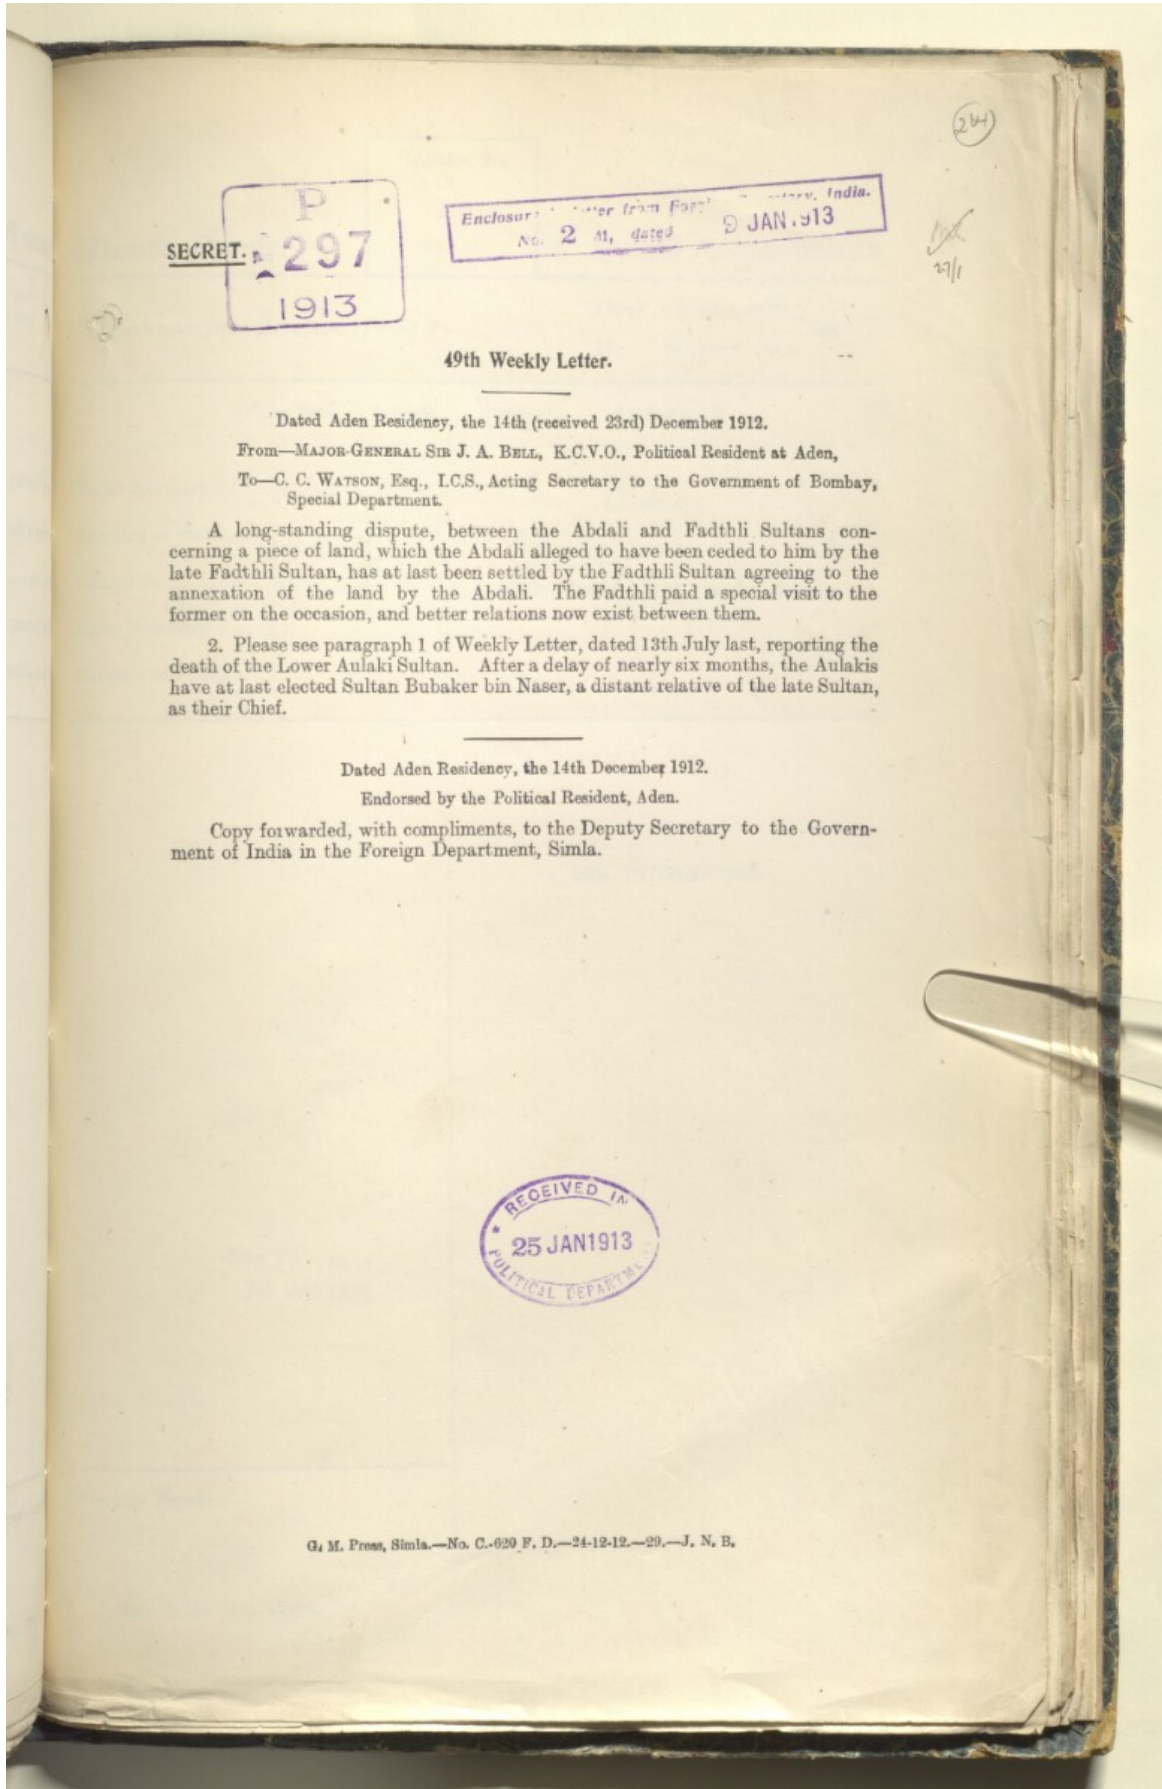 264
P
297
1913
SECRET.
Enclosure letter from India.
No. 2 M, dated 9 JAN 1913
27/1
49th Weekly Letter.
Dated Aden Residency, the 14th (received 23rd) December 1912.
From—MAJOR-GENERAL SIR J. A. BELL, K.C.V.O., Political Resident at Aden,
To—C. C. WATSON, Esq., I.C.S., Acting Secretary to the Government of Bombay,
Special Department.
A long-standing dispute, between the Abdali and Fadthli Sultans con-
cerning a piece of land, which the Abdali alleged to have been ceded to him by the
late Fadthli Sultan, has at last been settled by the Fadthli Sultan agreeing to the
annexation of the land by the Abdali. The Fadthli paid a special visit to the
former on the occasion, and better relations now exist between them.
2. Please see paragraph 1 of Weekly Letter, dated 13th July last, reporting the
death of the Lower Aulaki Sultan. After a delay of nearly six months, the Aulakis
have at last elected Sultan Bubaker bin Naser, a distant relative of the late Sultan,
as their Chief.
Dated Aden Residency, the 14th December 1912.
Endorsed by the Political Resident, Aden.
Copy forwarded, with compliments, to the Deputy Secretary to the Govern-
ment of India in the Foreign Department, Simla.
RECEIVED IN
25 JAN 1913
POLITICAL DEPARTMENT
G. M. Press, Simla.—No. C.-620 F. D.—24-12-12.—29.—J. N. B.